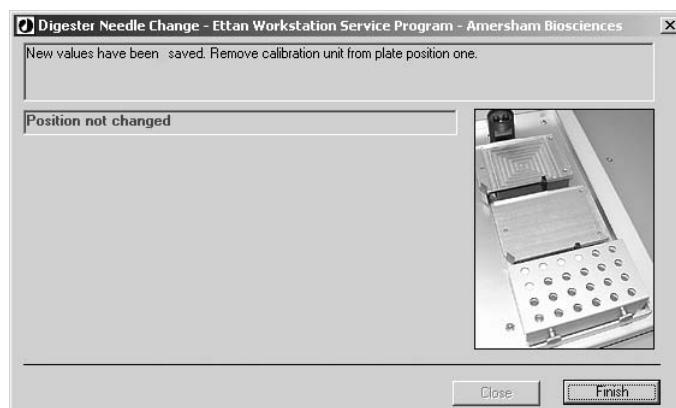 Digester Needle Change - Ettan Workstation Service Program - Amersham Biosciences
New values have been saved. Remove calibration unit from plate position one.
Position not changed
Close
Finish